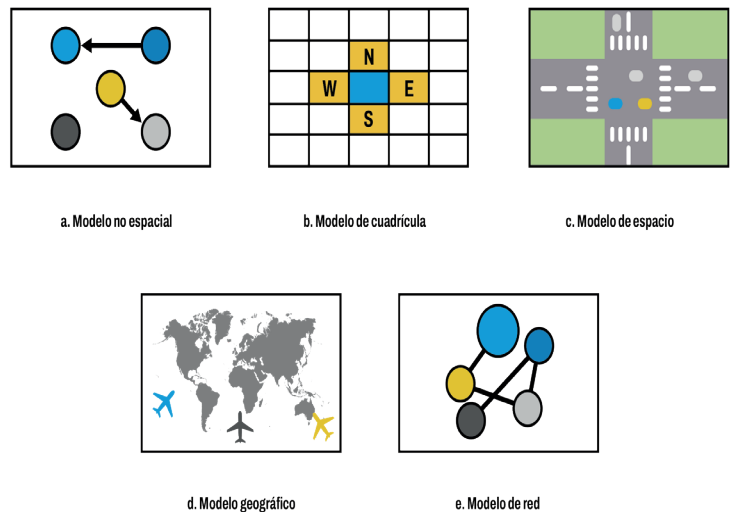 N
W E
S
a. Modelo no espacial
b. Modelo de cuadrícula
c. Modelo de espacio
d. Modelo geográfico
e. Modelo de red